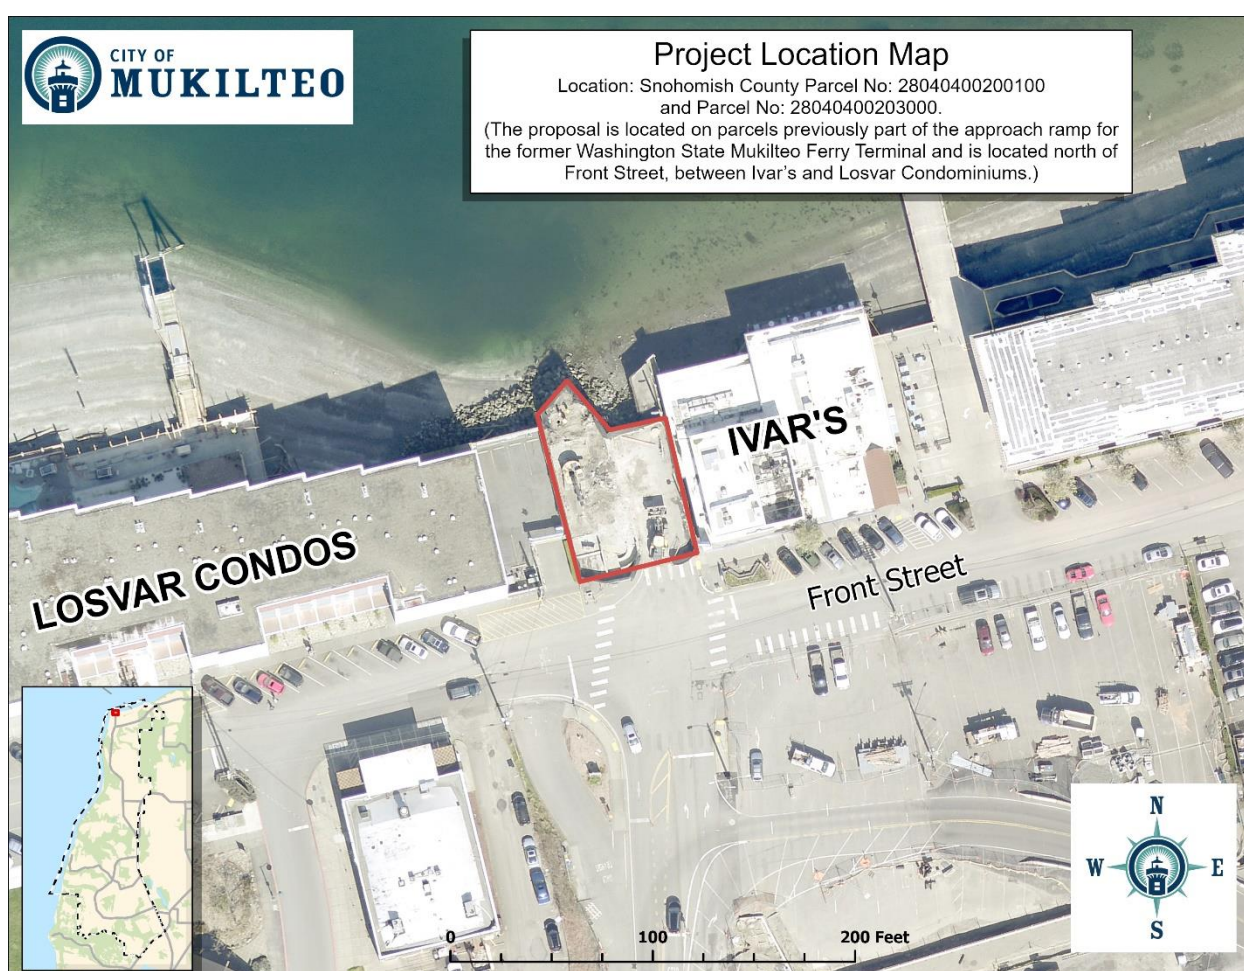 CITY OF
MUKILTEO
Project Location Map
Location: Snohomish County Parcel No: 28040400200100
and Parcel No: 28040400203000.
(The proposal is located on parcels previously part of the approach ramp for
the former Washington State Mukilteo Ferry Terminal and is located north of
Front Street, between Ivar's and Losvar Condominiums.)
IVAR'S
LOSVAR CONDOS
Front Street
N
W E
S
0 100 200 Feet